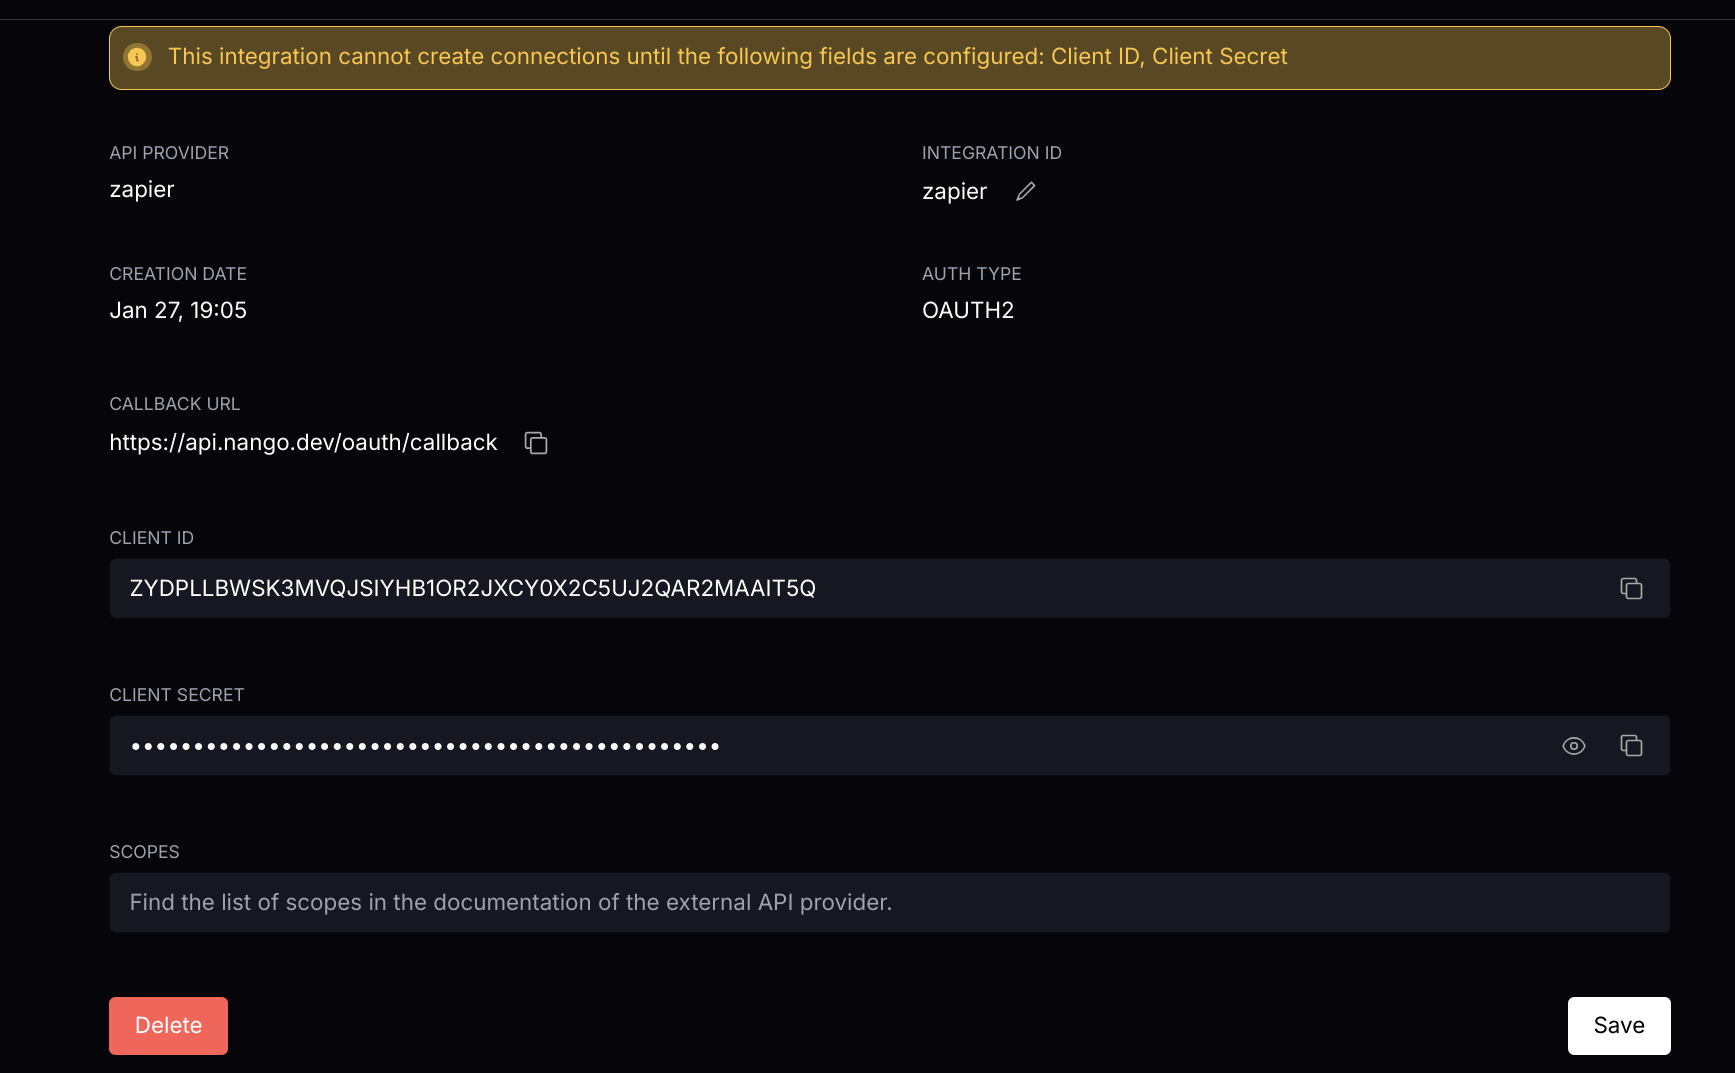 This integration cannot create connections until the following fields are configured: Client ID, Client Secret
API PROVIDER
zapier
INTEGRATION ID
zapier
CREATION DATE
Jan 27, 19:05
AUTH TYPE
OAUTH2
CALLBACK URL
https://api.nango.dev/oauth/callback
CLIENT ID
ZYDPLLBWSK3MVQJSIYHB1OR2JXCY0X2C5UJ2QAR2MAAIT5Q
CLIENT SECRET
•••••••••••••••••••••••••••••••••••••••••••••••
SCOPES
Find the list of scopes in the documentation of the external API provider.
Delete
Save